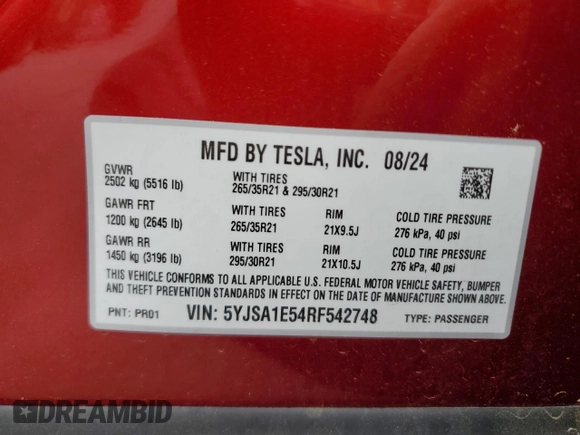 MFD BY TESLA, INC. 08/24
GVWR
2502 kg (5516 lb)
WITH TIRES
265/35R21 & 295/30R21
GAWR FRT
1200 kg (2645 lb)
WITH TIRES
265/35R21
RIM
21X9.5J
COLD TIRE PRESSURE
276 kPa, 40 psi
GAWR RR
1450 kg (3196 lb)
WITH TIRES
295/30R21
RIM
21X10.5J
COLD TIRE PRESSURE
276 kPa, 40 psi
THIS VEHICLE CONFORMS TO ALL APPLICABLE U.S. FEDERAL MOTOR VEHICLE SAFETY, BUMPER
AND THEFT PREVENTION STANDARDS IN EFFECT ON THE DATE OF MANUFACTURE SHOWN ABOVE.
PNT: PR01 VIN: 5YJSA1E54RF542748 TYPE: PASSENGER
DREAMBID